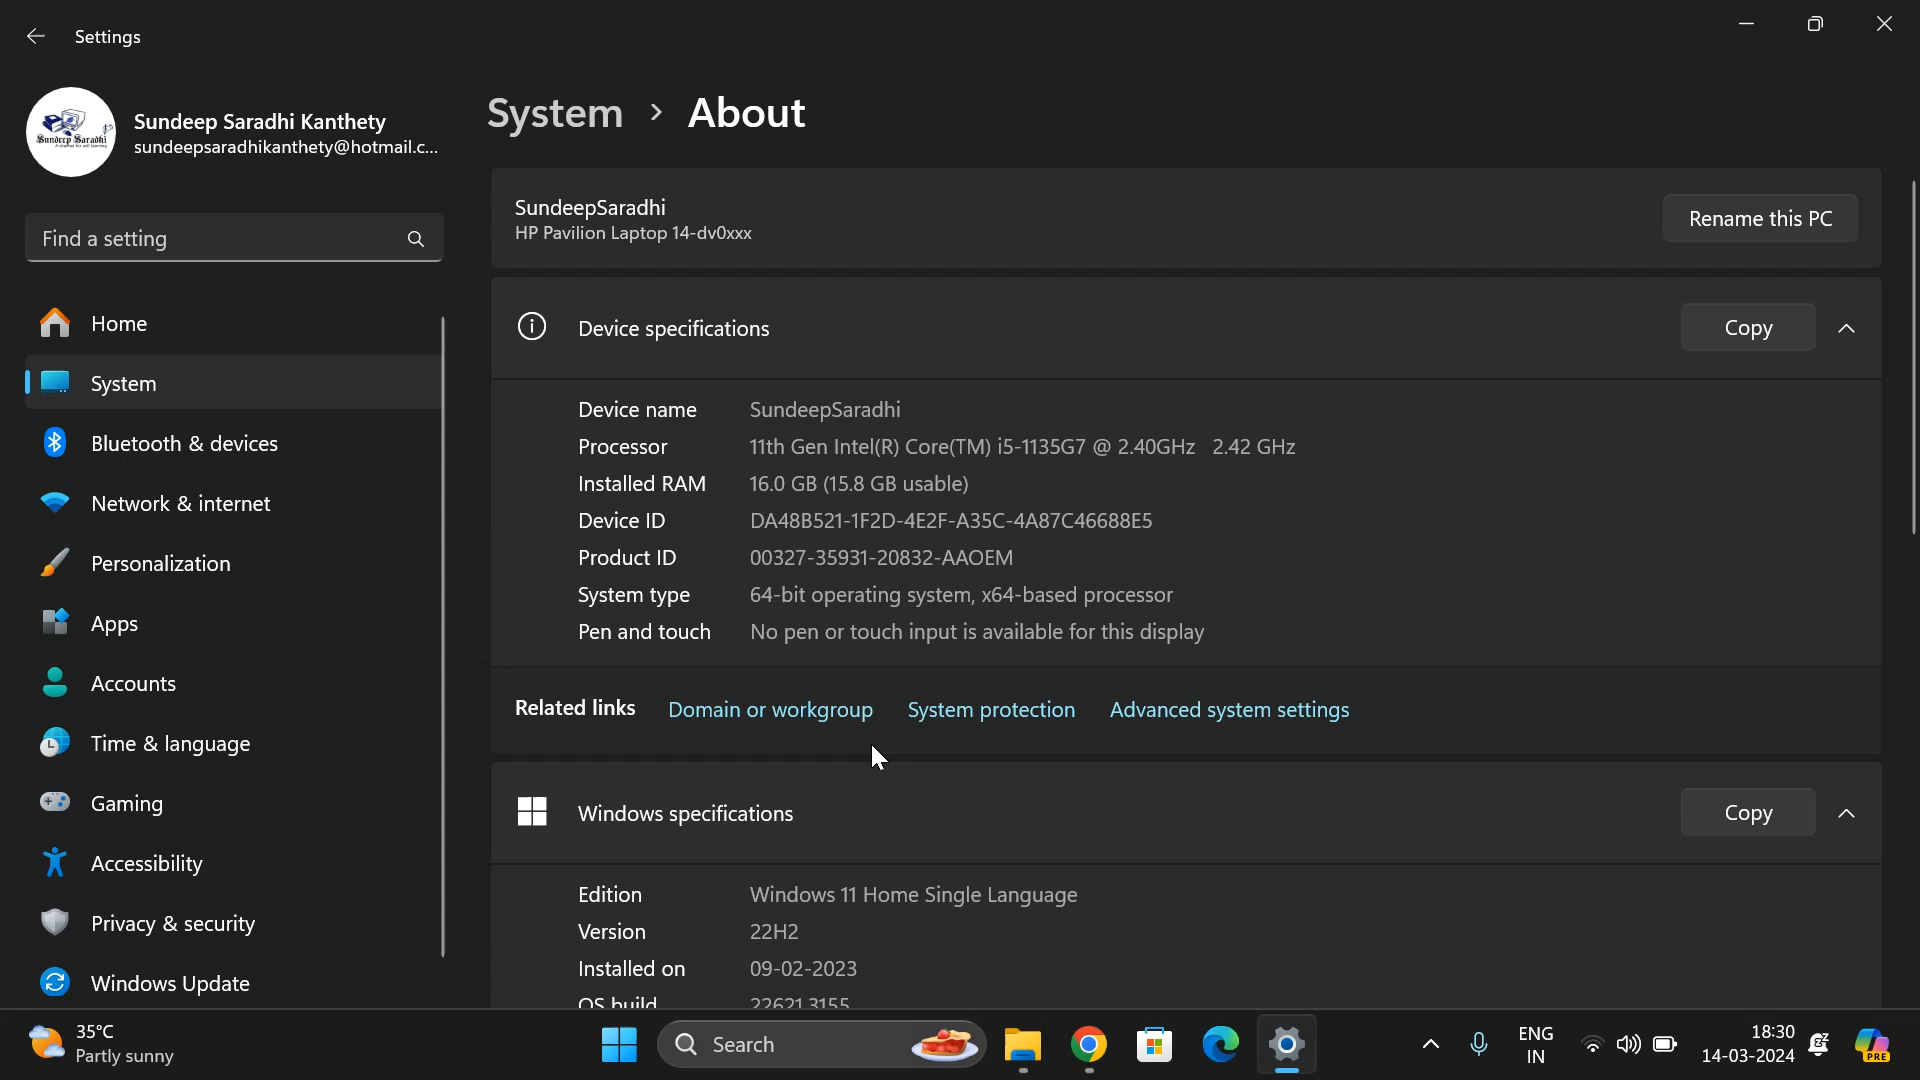 Settings
Sundeep Saradhi Kanthety
sundeepsaradhikanthety@hotmail.c...
Sundeep Saradhi
Find a setting
Home
System
Bluetooth & devices
Network & internet
Personalization
Apps
Accounts
Time & language
Gaming
Accessibility
Privacy & security
Windows Update
System > About
SundeepSaradhi
HP Pavilion Laptop 14-dv0xxx
Rename this PC
Device specifications
Copy
Device name SundeepSaradhi
Processor 11th Gen Intel(R) Core(TM) i5-1135G7 @ 2.40GHz 2.42 GHz
Installed RAM 16.0 GB (15.8 GB usable)
Device ID DA48B521-1F2D-4E2F-A35C-4A87C46688E5
Product ID 00327-35931-20832-AAOEM
System type 64-bit operating system, x64-based processor
Pen and touch No pen or touch input is available for this display
Related links Domain or workgroup System protection Advanced system settings
Windows specifications
Copy
Edition Windows 11 Home Single Language
Version 22H2
Installed on 09-02-2023
OS build 22621.3155
35°C
Partly sunny
Search
ENG
IN
18:30
14-03-2024
PRE